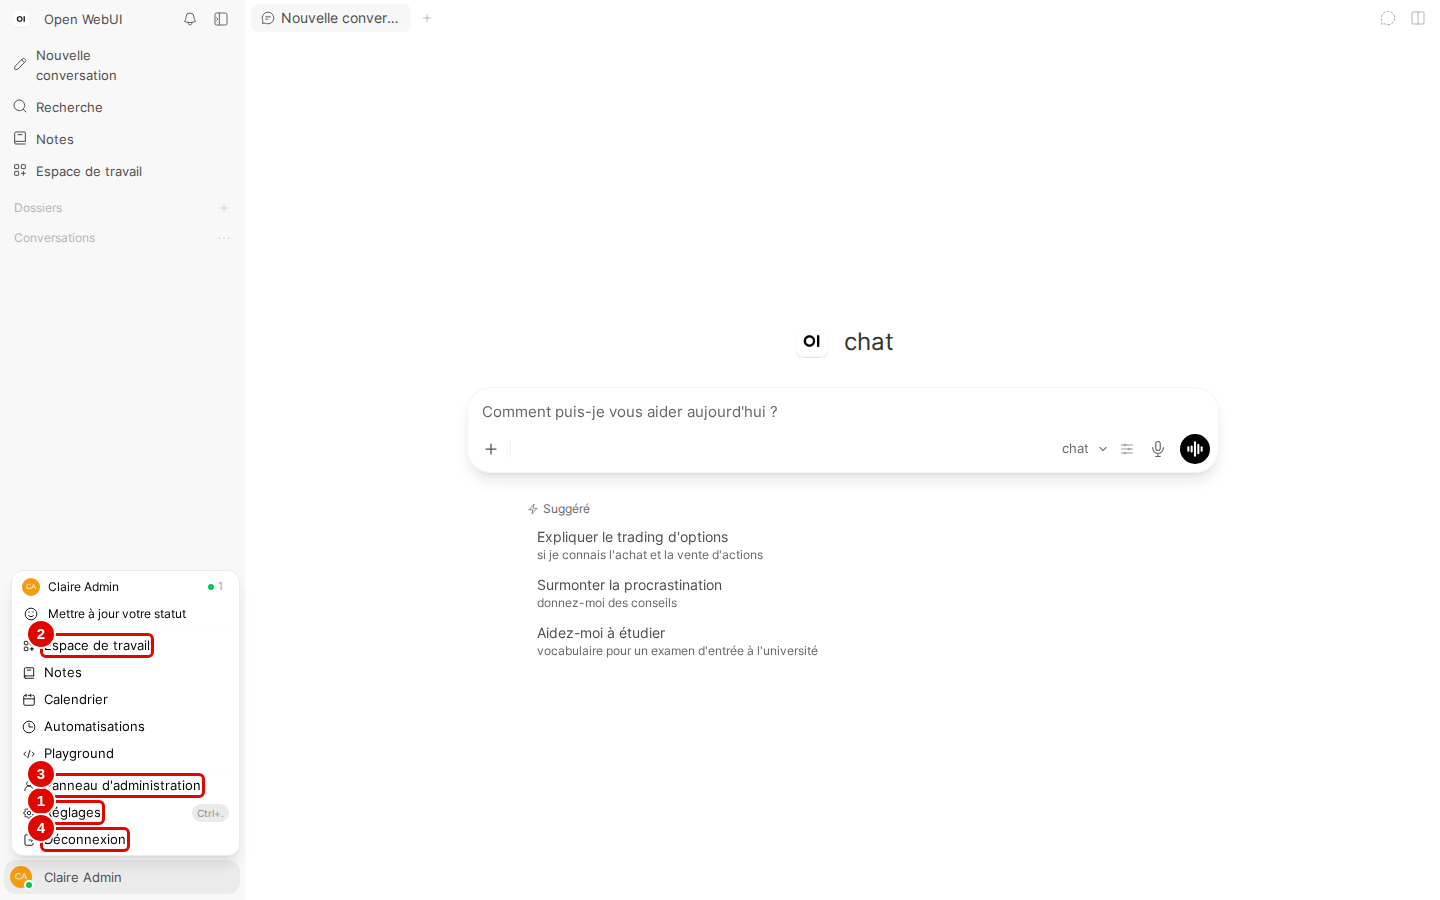 OI Open WebUI
Nouvelle conver...
Nouvelle
conversation
Recherche
Notes
Espace de travail
Dossiers
Conversations
OI chat
Comment puis-je vous aider aujourd'hui ?
chat
Suggéré
Expliquer le trading d'options
si je connais l'achat et la vente d'actions
Surmonter la procrastination
donnez-moi des conseils
Aidez-moi à étudier
vocabulaire pour un examen d'entrée à l'université
CA Claire Admin 1
Mettre à jour votre statut
2 Espace de travail
Notes
Calendrier
Automatisations
Playground
3 Panneau d'administration
1 Réglages Ctrl+.
4 Déconnexion
CA Claire Admin